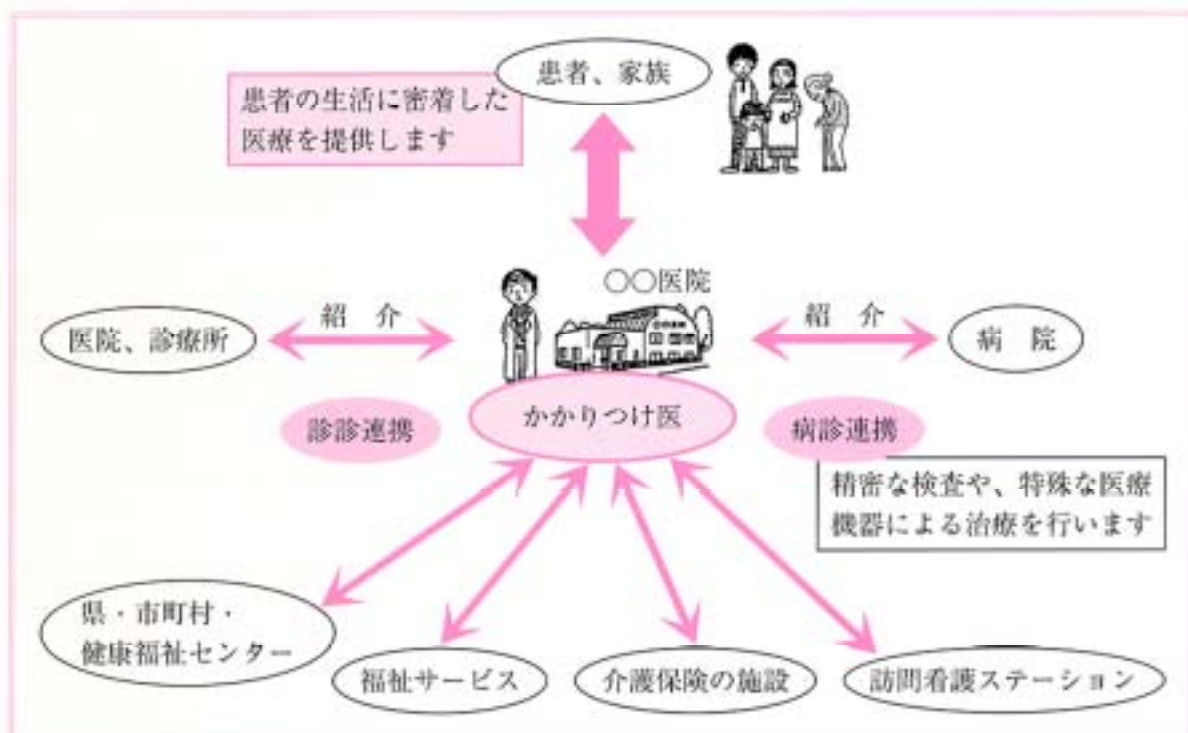 患者、家族
患者の生活に密着した
医療を提供します
○○医院
紹 介
紹 介
医院、診療所
病 院
かかりつけ医
診診連携
病診連携
精密な検査や、特殊な医療
機器による治療を行います
県・市町村・
健康福祉センター
福祉サービス
介護保険の施設
訪問看護ステーション